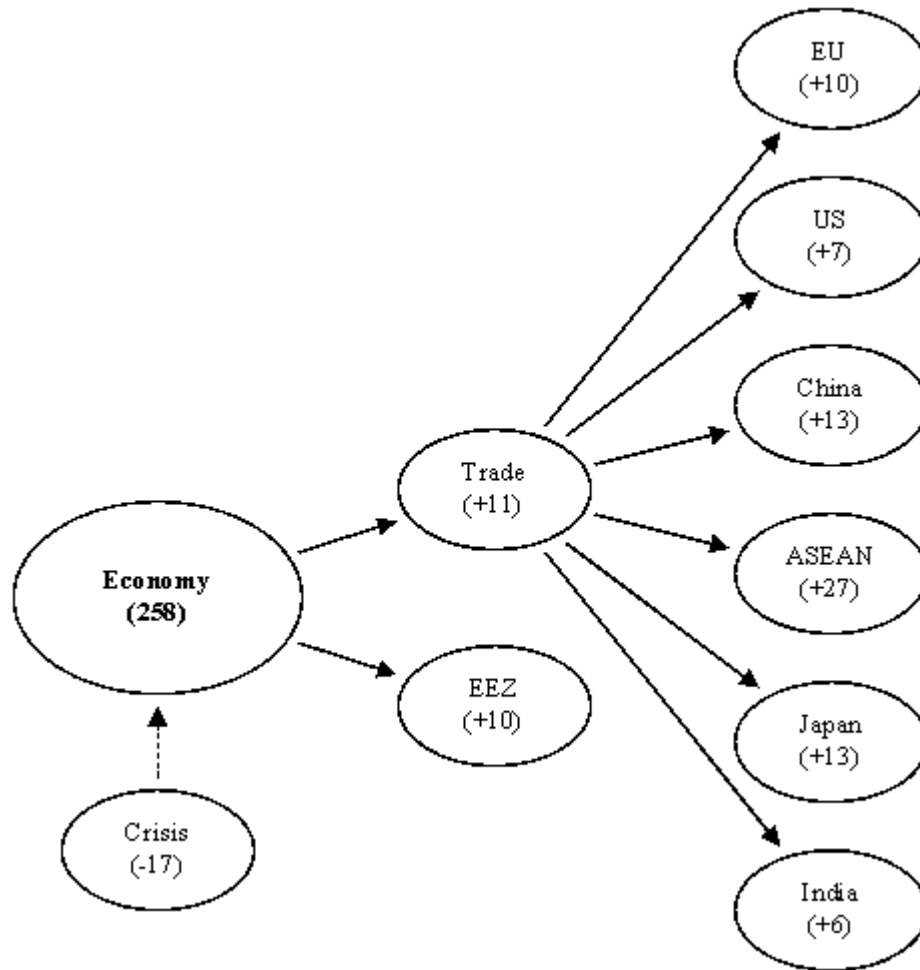 EU
(+10)
US
(+7)
China
(+13)
Trade
(+11)
ASEAN
(+27)
Economy
(258)
EEZ
(+10)
Japan
(+13)
Crisis
(-17)
India
(+6)